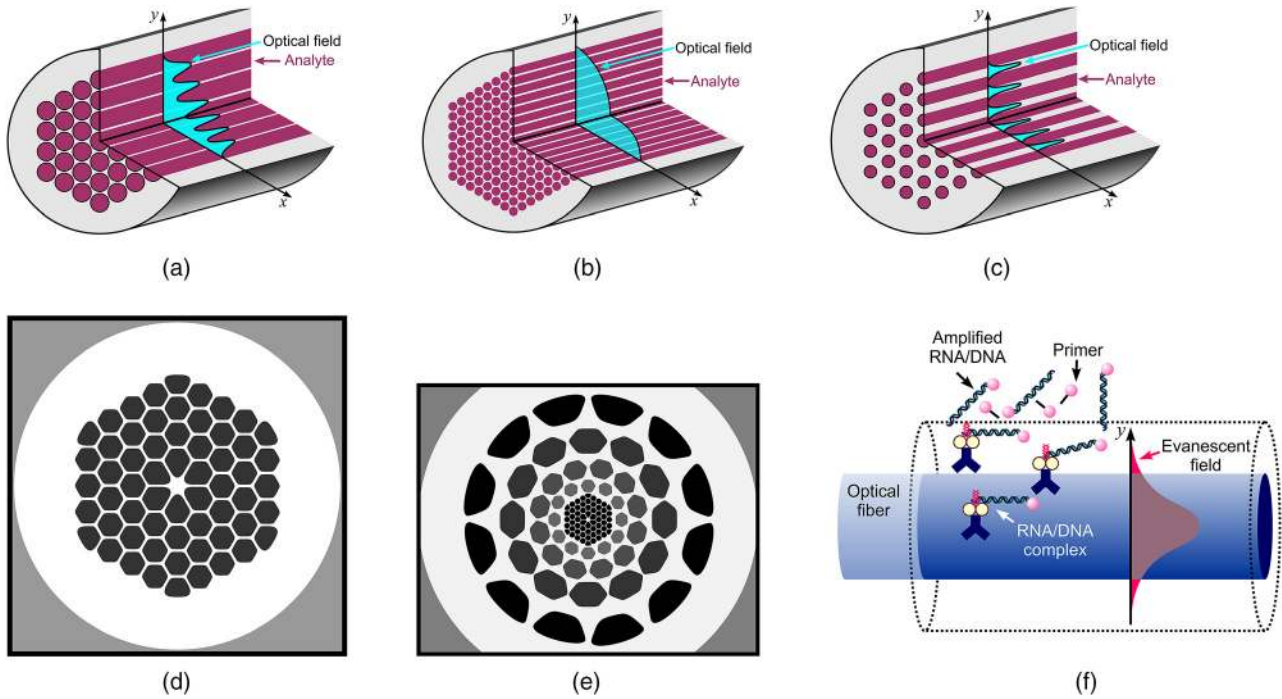 y
Optical field
Analyte
x
(a)
y
Optical field
Analyte
x
(b)
y
Optical field
Analyte
x
(c)
(d)
(e)
Amplified
RNA/DNA
Primer
y
Evanescent
field
Optical
fiber
RNA/DNA
complex
(f)